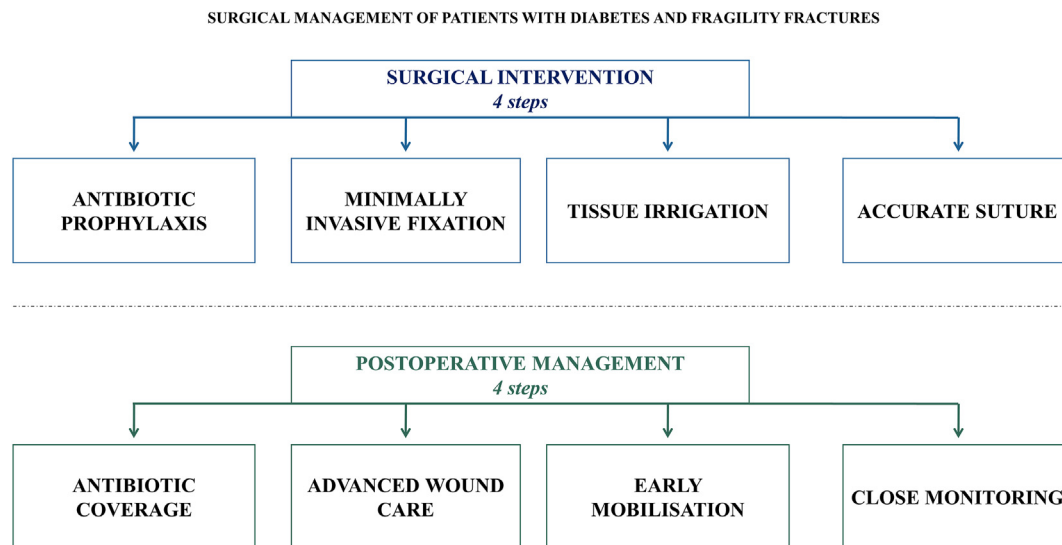 SURGICAL MANAGEMENT OF PATIENTS WITH DIABETES AND FRAGILITY FRACTURES
SURGICAL INTERVENTION
4 steps
ANTIBIOTIC
PROPHYLAXIS
MINIMALLY
INVASIVE FIXATION
TISSUE IRRIGATION
ACCURATE SUTURE
POSTOPERATIVE MANAGEMENT
4 steps
ANTIBIOTIC
COVERAGE
ADVANCED WOUND
CARE
EARLY
MOBILISATION
CLOSE MONITORING